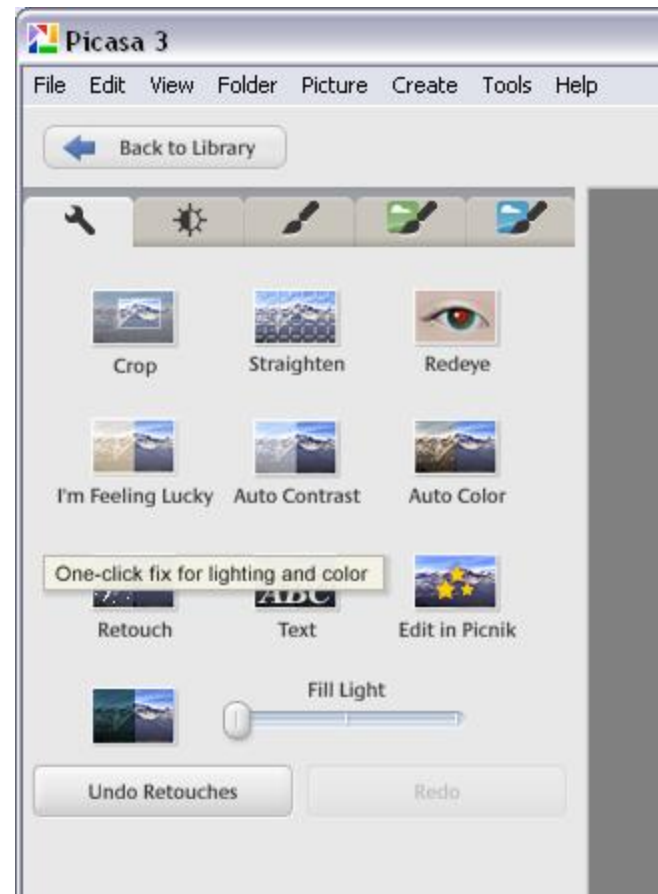 Picasa 3
File Edit View Folder Picture Create Tools Help
Back to Library
Crop Straighten Redeye
I'm Feeling Lucky Auto Contrast Auto Color
One-click fix for lighting and color
ABC
Retouch Text Edit in Picnik
Fill Light
Undo Retouches Redo